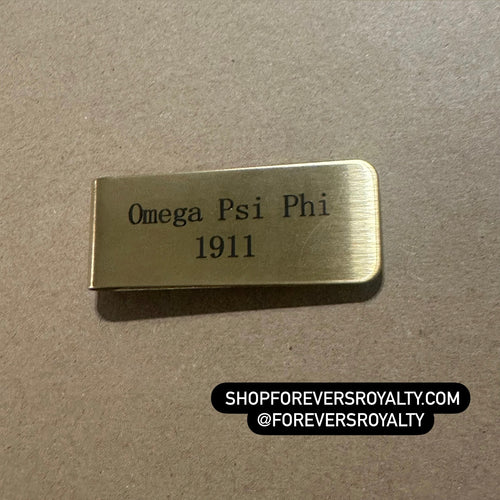 Omega Psi Phi
1911
SHOPFOREVERSROYALTY.COM
@FOREVERSROYALTY